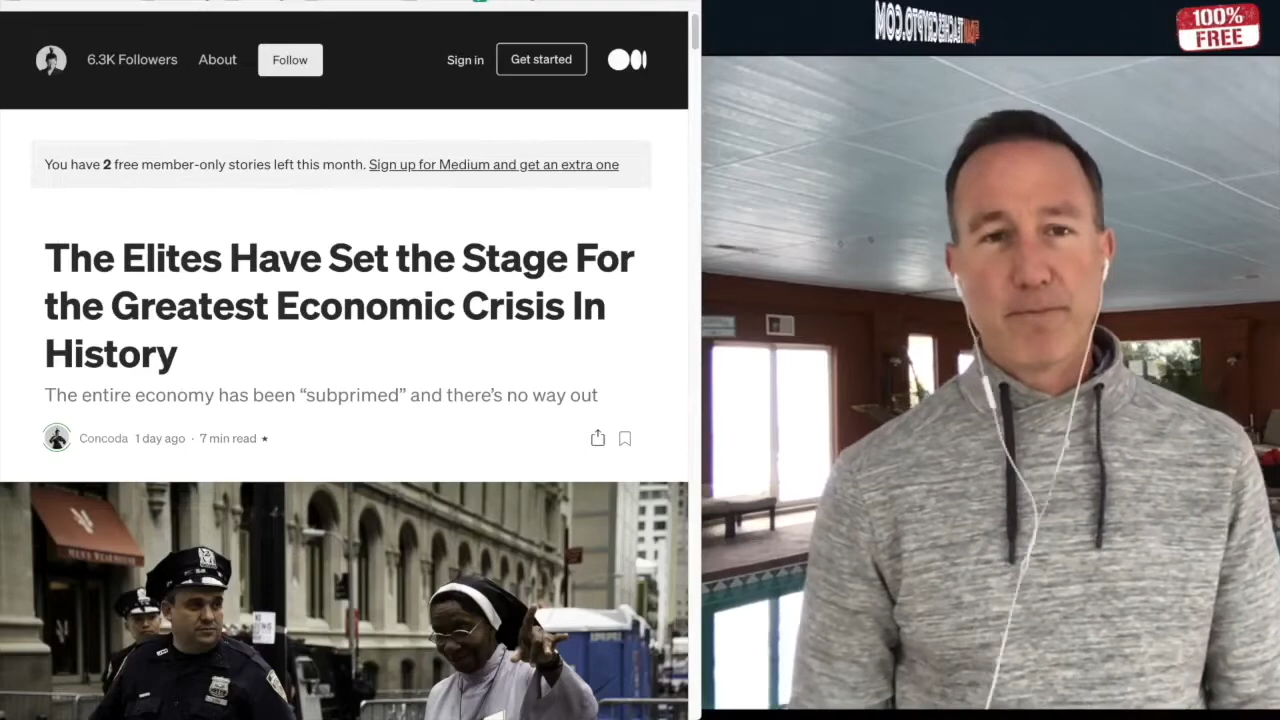 6.3K Followers About Follow Sign in Get started
You have 2 free member-only stories left this month. Sign up for Medium and get an extra one
The Elites Have Set the Stage For
the Greatest Economic Crisis In
History
The entire economy has been “subprimed” and there’s no way out
Concoda 1 day ago · 7 min read ★
TEACHESCRYPTO.COM
100%
FREE